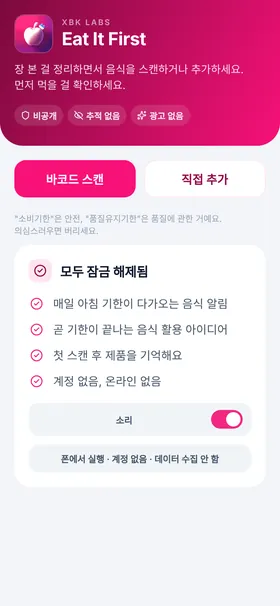 XBK LABS
Eat It First
장 본 걸 정리하면서 음식을 스캔하거나 추가하세요.
먼저 먹을 걸 확인하세요.
비공개
추적 없음
광고 없음
바코드 스캔
직접 추가
"소비기한"은 안전, "품질유지기한"은 품질에 관한 거예요.
의심스러우면 버리세요.
모두 잠금 해제됨
매일 아침 기한이 다가오는 음식 알림
곧 기한이 끝나는 음식 활용 아이디어
첫 스캔 후 제품을 기억해요
계정 없음, 온라인 없음
소리
폰에서 실행 · 계정 없음 · 데이터 수집 안 함